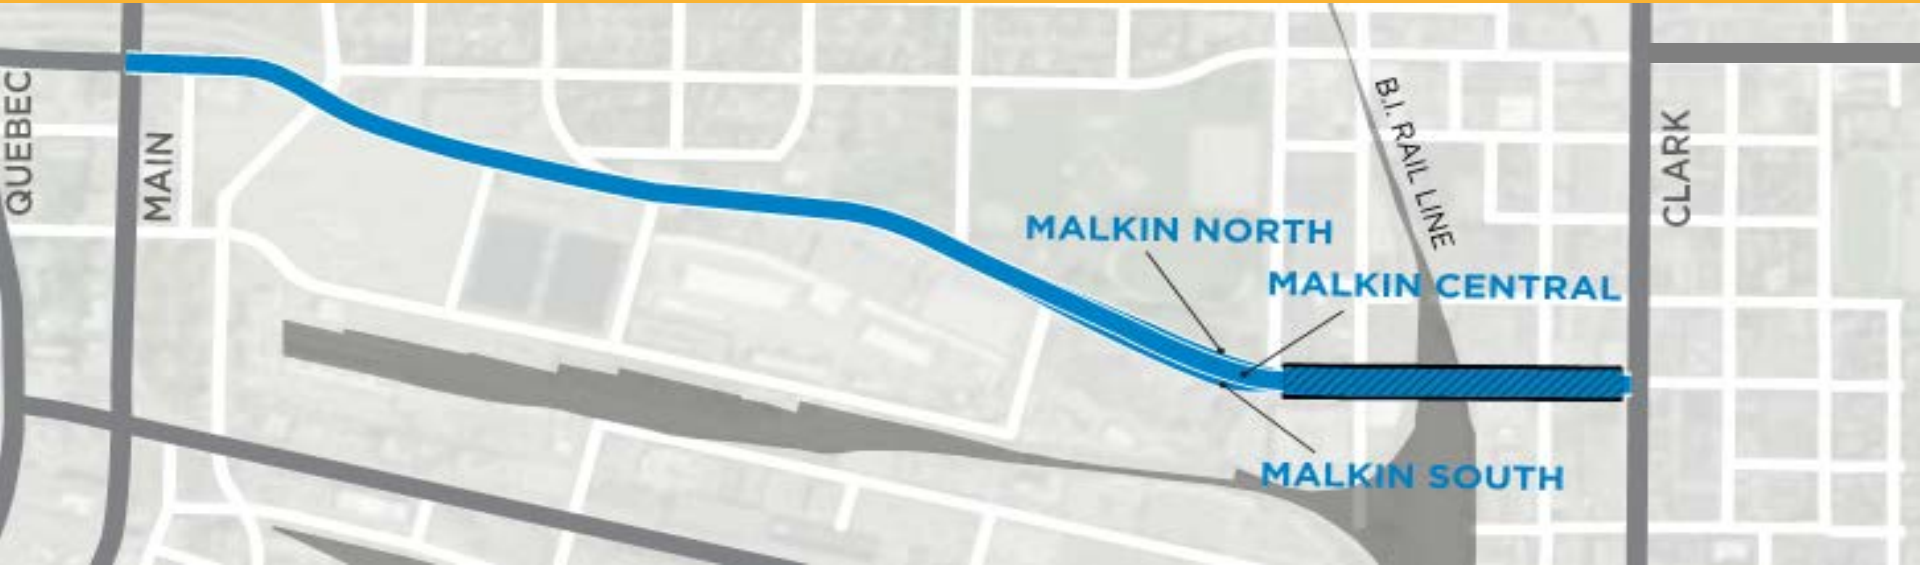 QUEBEC
MAIN
B.I. RAIL LINE
CLARK
MALKIN NORTH
MALKIN CENTRAL
MALKIN SOUTH